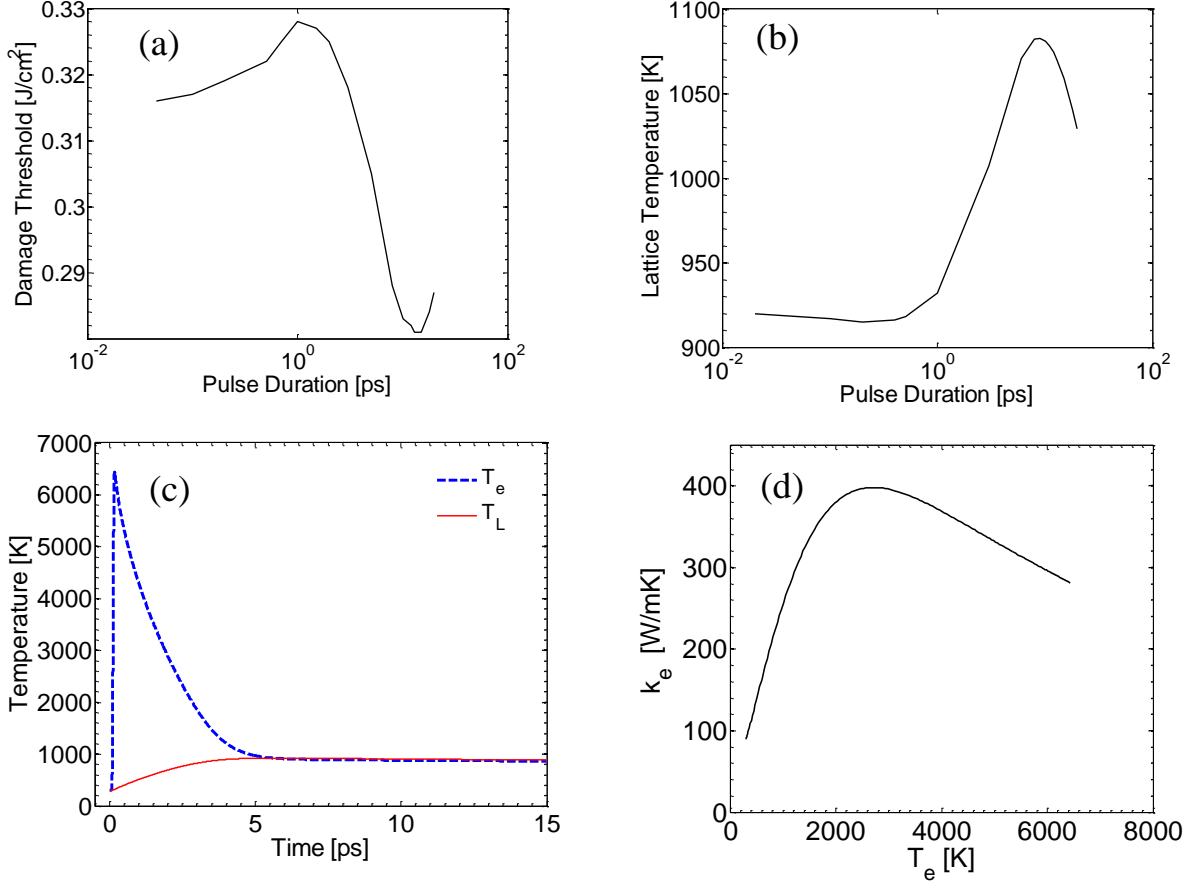 (a)
Damage Threshold [J/cm²]
0.33
0.32
0.31
0.3
0.29
10⁻² 10⁰ 10²
Pulse Duration [ps]
(b)
Lattice Temperature [K]
1100
1050
1000
950
900
10⁻² 10⁰ 10²
Pulse Duration [ps]
(c)
Temperature [K]
7000
6000
5000
4000
3000
2000
1000
0
T_e
T_L
0 5 10 15
Time [ps]
(d)
k_e [W/mK]
400
300
200
100
0
0 2000 4000 6000 8000
T_e [K]